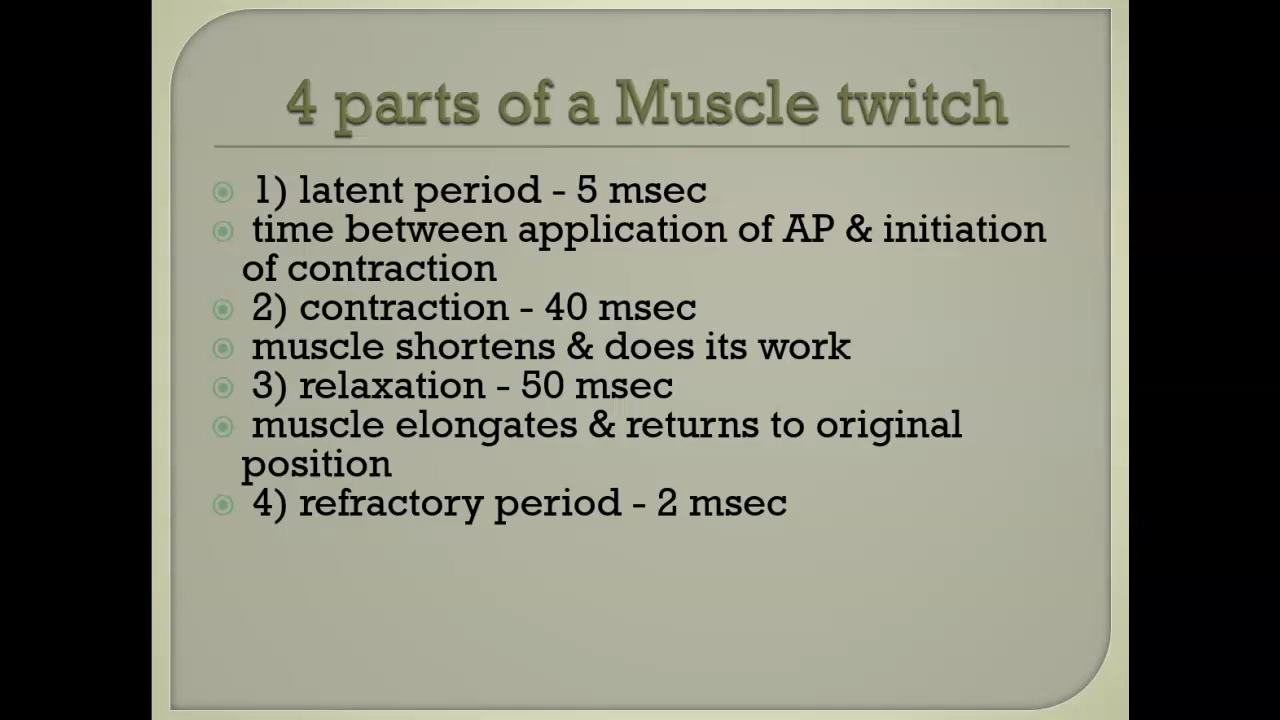 4 parts of a Muscle twitch
1) latent period - 5 msec
time between application of AP & initiation
of contraction
2) contraction - 40 msec
muscle shortens & does its work
3) relaxation - 50 msec
muscle elongates & returns to original
position
4) refractory period - 2 msec